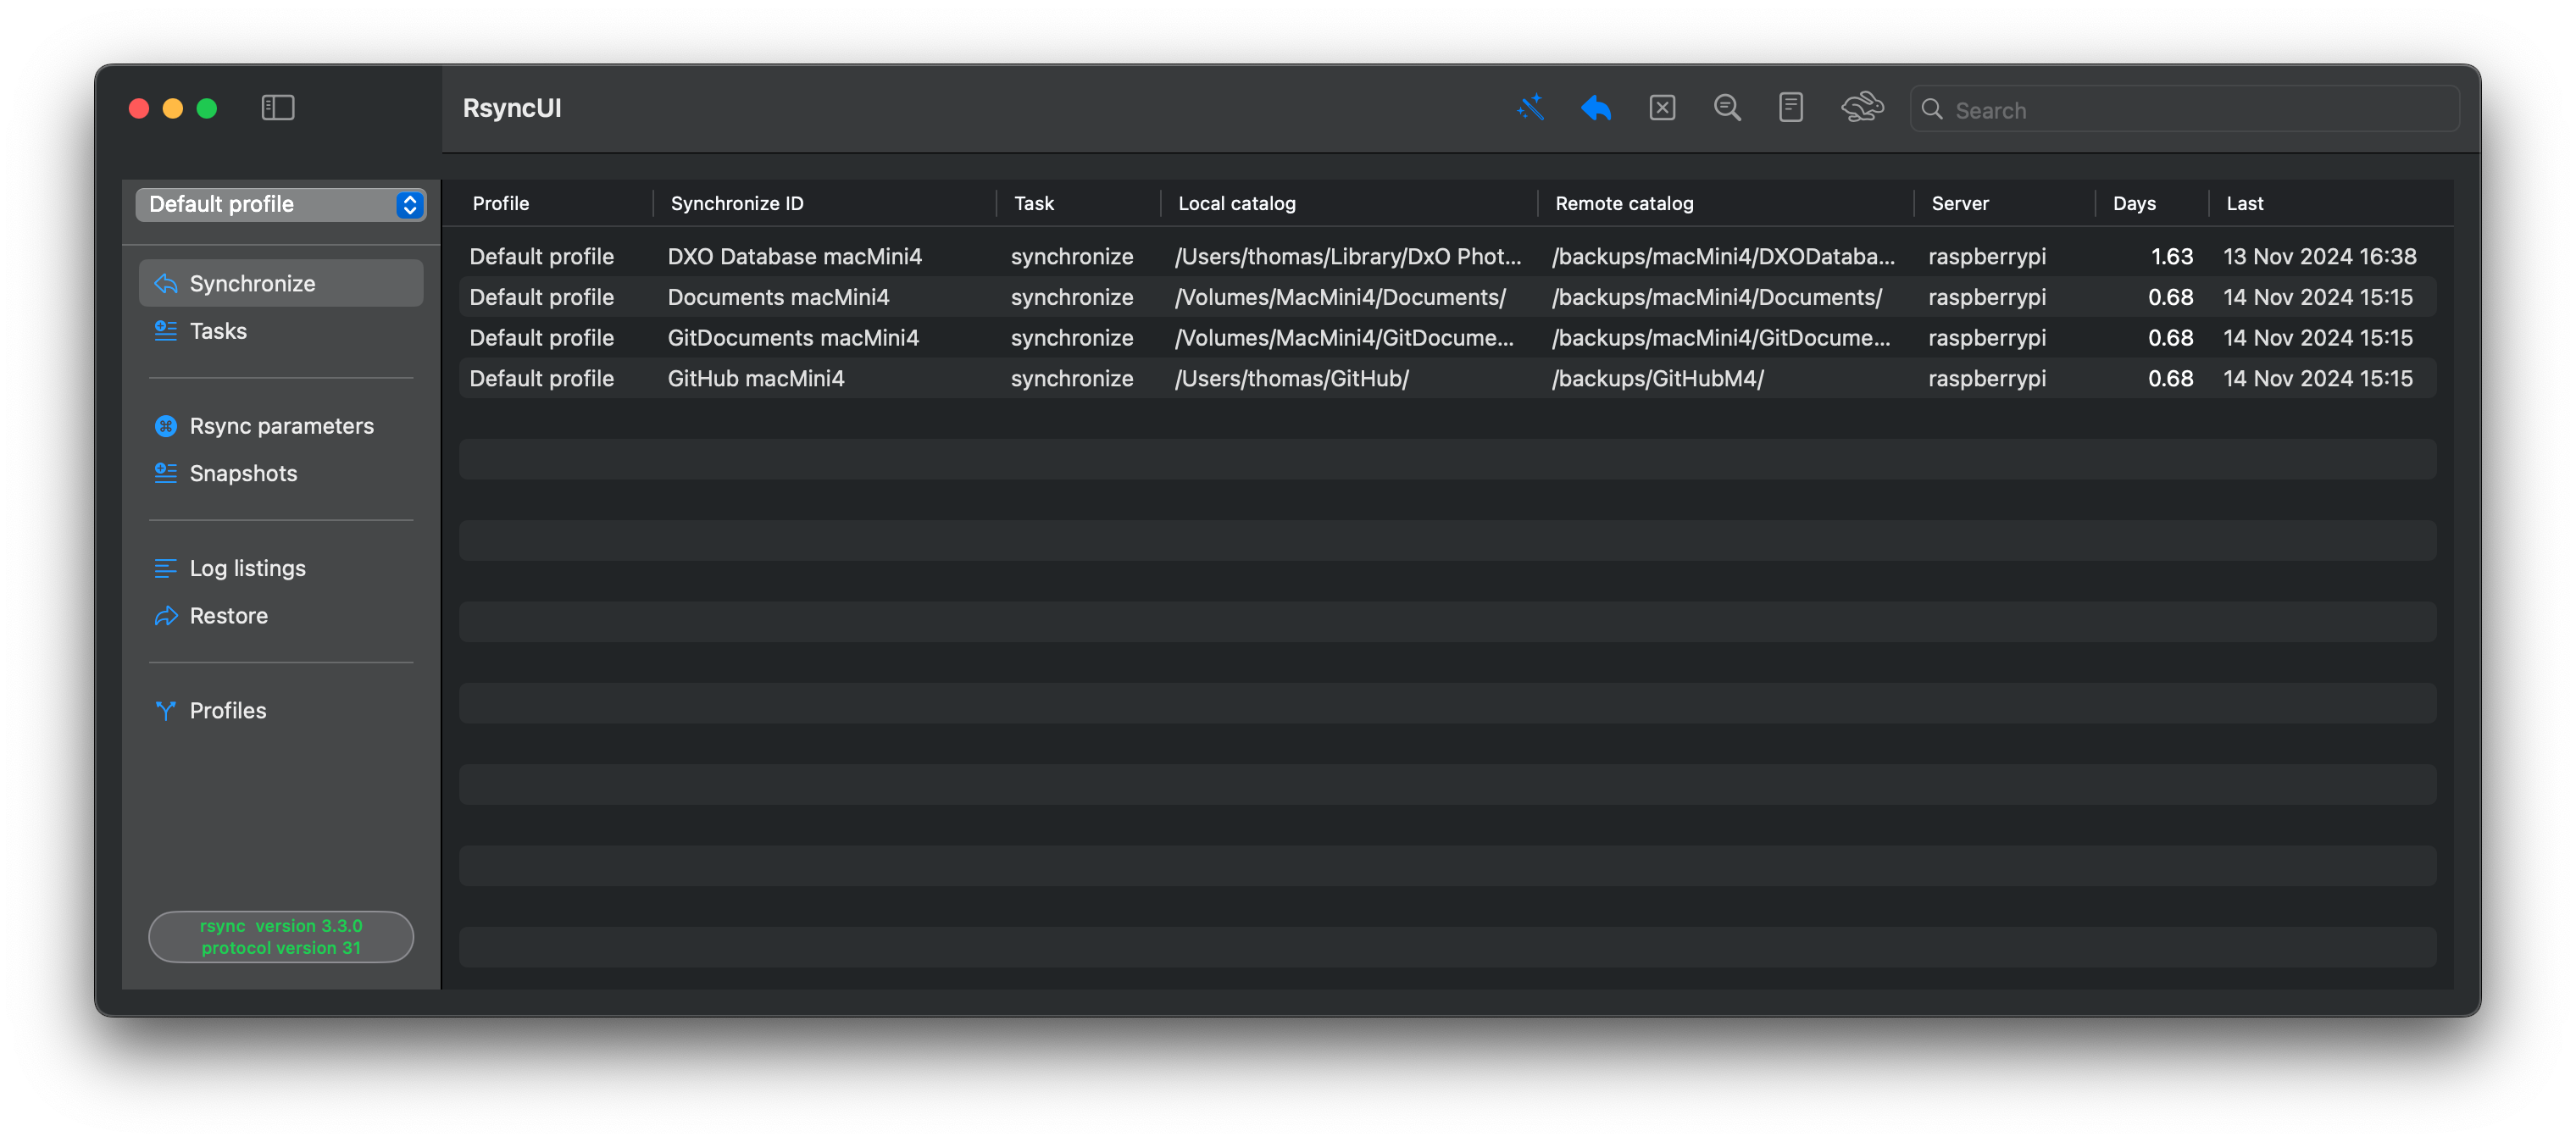 RsyncUI
Search
Default profile
Synchronize
Tasks
Rsync parameters
Snapshots
Log listings
Restore
Profiles
rsync  version 3.3.0
protocol version 31
Profile Synchronize ID Task Local catalog Remote catalog Server Days Last
Default profile DXO Database macMini4 synchronize /Users/thomas/Library/DxO Phot... /backups/macMini4/DXODataba... raspberrypi 1.63 13 Nov 2024 16:38
Default profile Documents macMini4 synchronize /Volumes/MacMini4/Documents/ /backups/macMini4/Documents/ raspberrypi 0.68 14 Nov 2024 15:15
Default profile GitDocuments macMini4 synchronize /Volumes/MacMini4/GitDocume... /backups/macMini4/GitDocume... raspberrypi 0.68 14 Nov 2024 15:15
Default profile GitHub macMini4 synchronize /Users/thomas/GitHub/ /backups/GitHubM4/ raspberrypi 0.68 14 Nov 2024 15:15